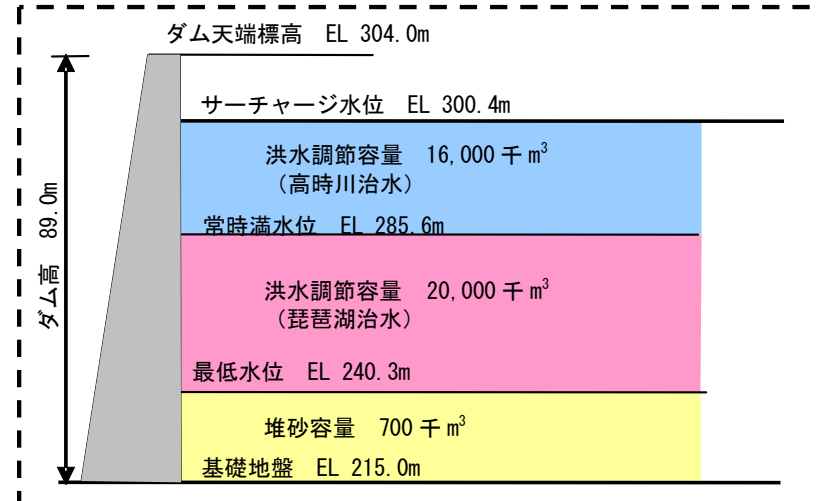 ダム天端標高 EL 304.0m
サーチャージ水位 EL 300.4m
洪水調節容量 16,000千m³
（高時川治水）
常時満水位 EL 285.6m
ダム高 89.0m
洪水調節容量 20,000千m³
（琵琶湖治水）
最低水位 EL 240.3m
堆砂容量 700千m³
基礎地盤 EL 215.0m